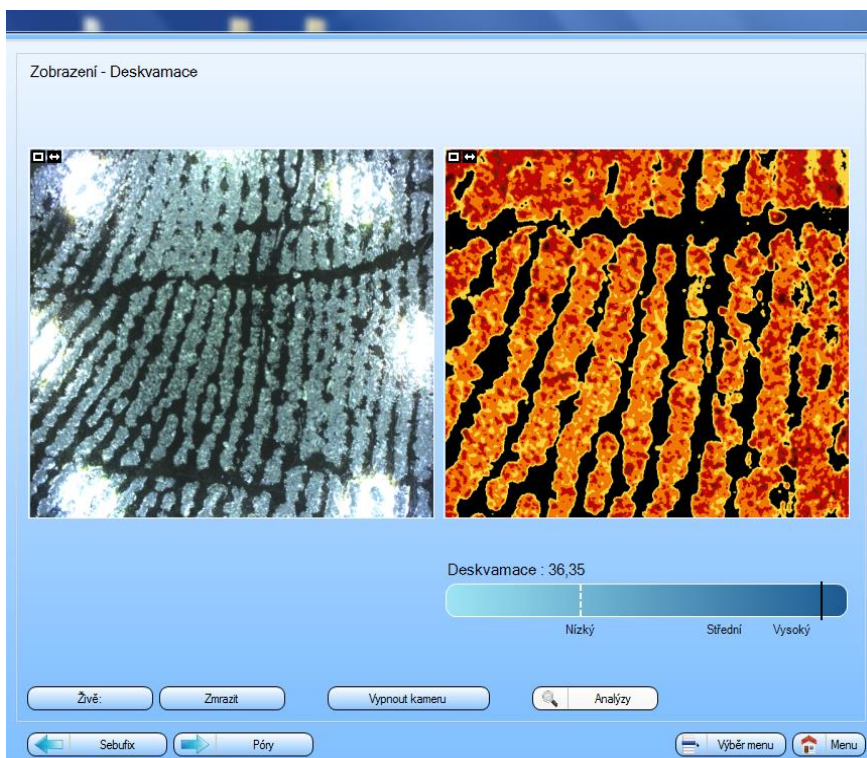 Zobrazení - Deskvamace
Deskvamace : 36,35
Nízký Střední Vysoký
Živě: Zmrazit Vypnout kameru Analýzy
Sebufix Póry Výběr menu Menu